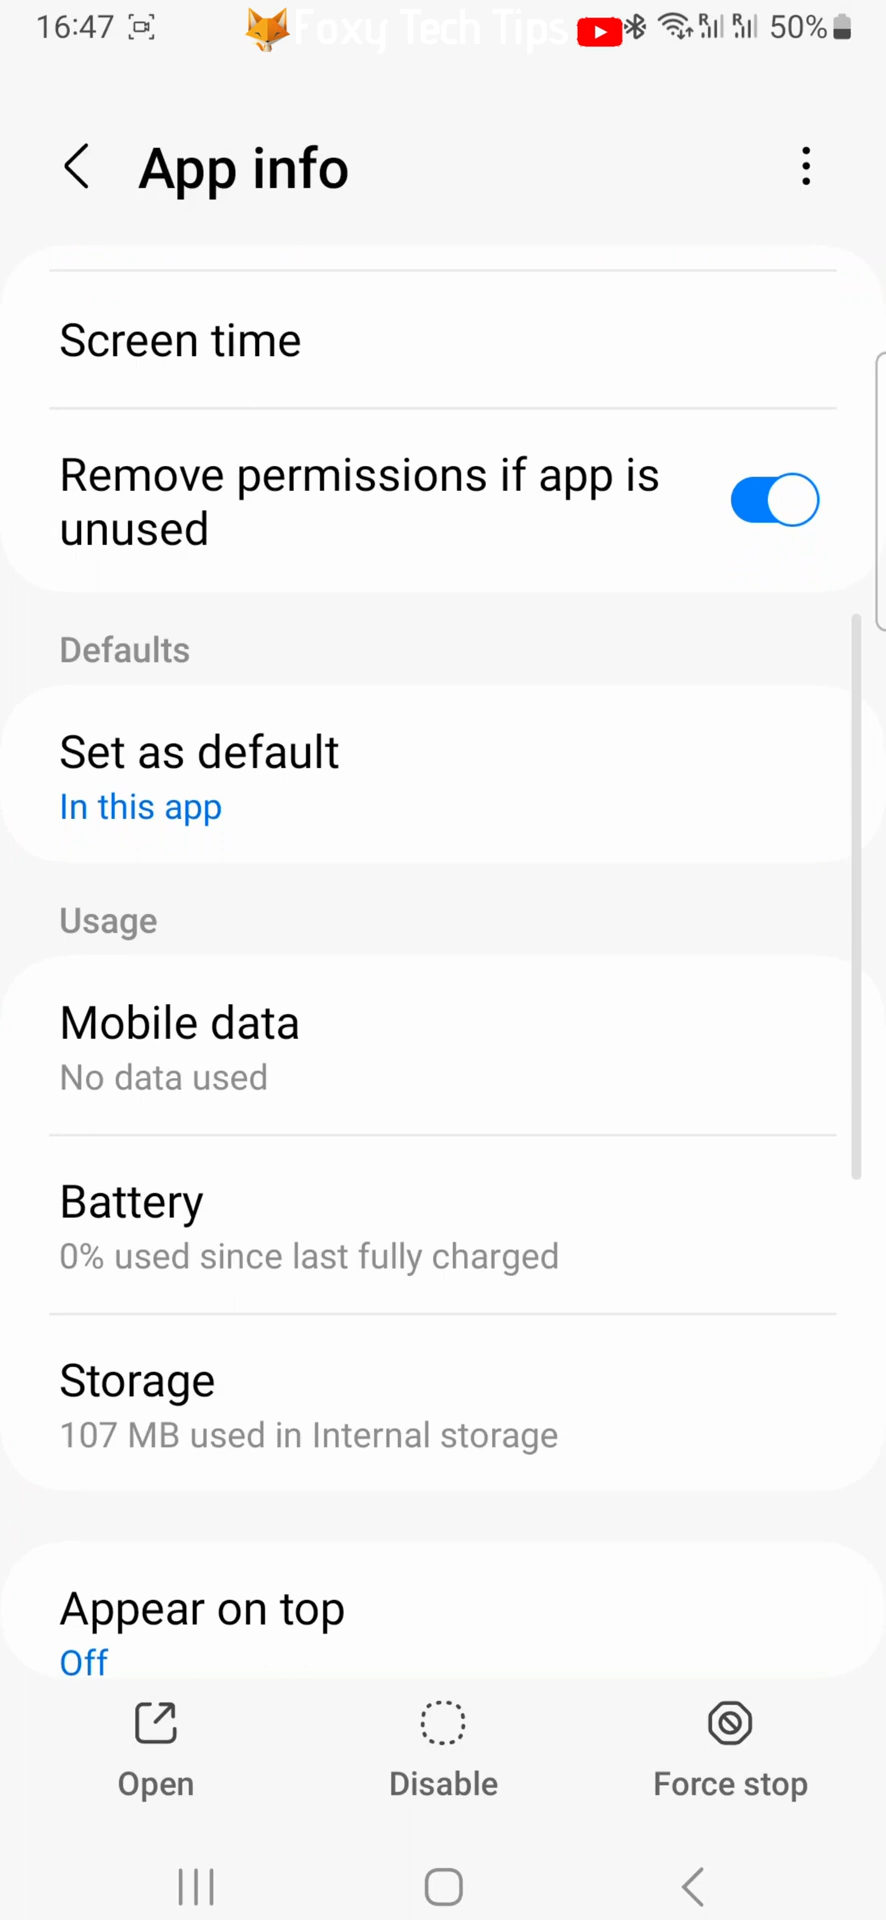 16:47 Foxy Tech Tips 50%
App info
Screen time
Remove permissions if app is
unused
Defaults
Set as default
In this app
Usage
Mobile data
No data used
Battery
0% used since last fully charged
Storage
107 MB used in Internal storage
Appear on top
Off
Open Disable Force stop